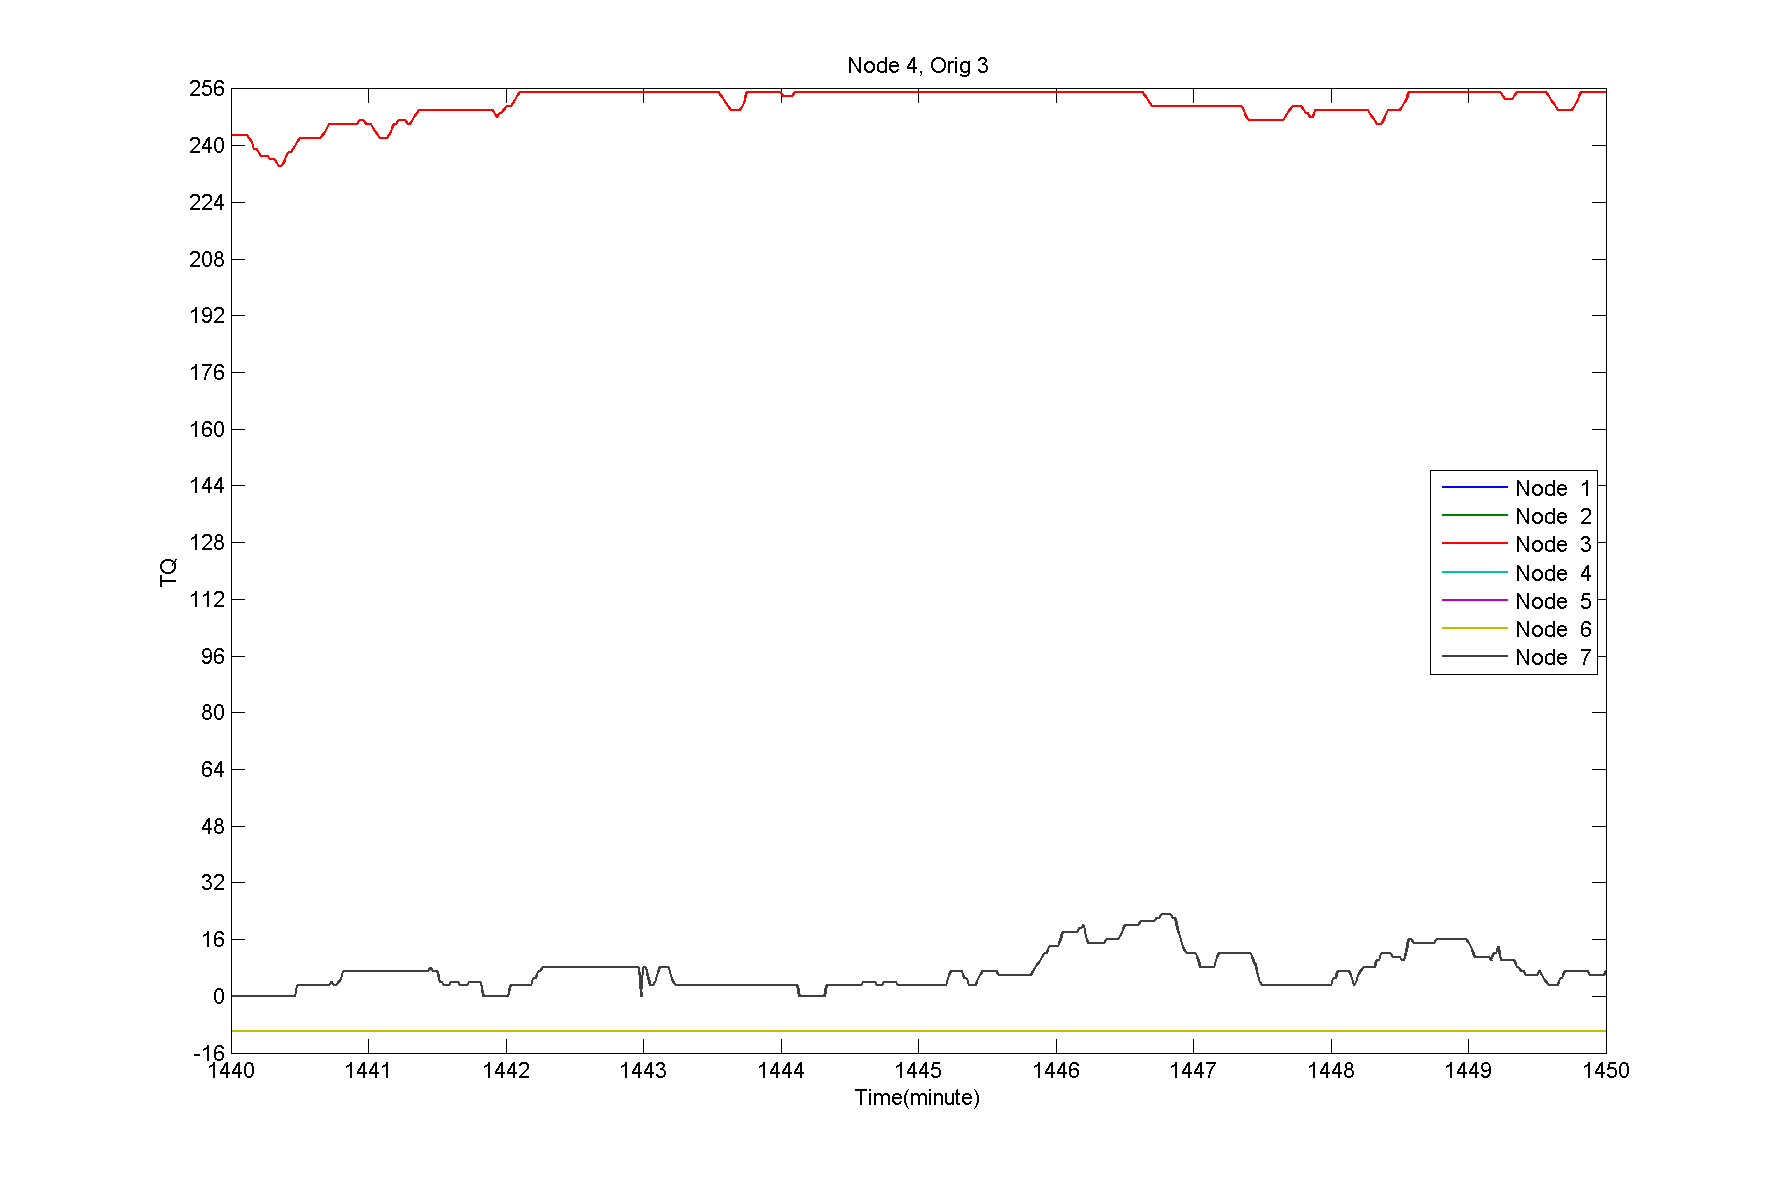 Node 4, Orig 3
256
240
224
208
192
176
160
144
128
112
96
80
64
48
32
16
0
-16
TQ
Node 1
Node 2
Node 3
Node 4
Node 5
Node 6
Node 7
1440 1441 1442 1443 1444 1445 1446 1447 1448 1449 1450
Time(minute)